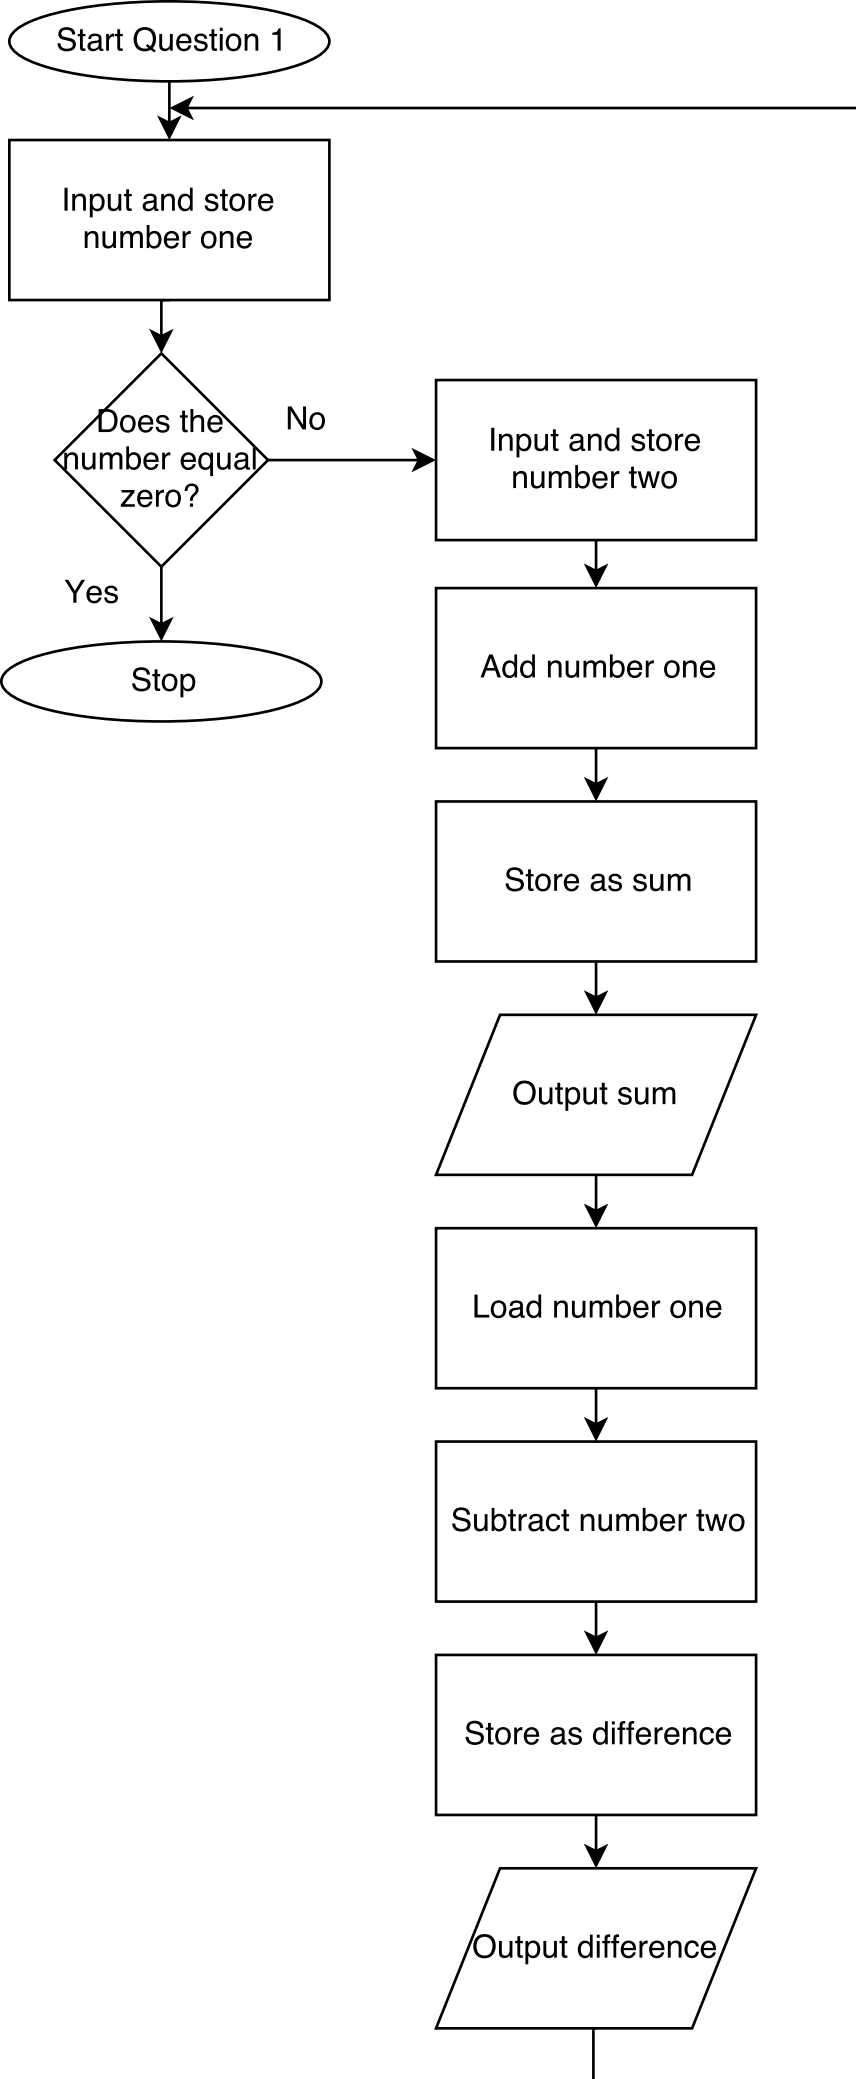 Start Question 1
Input and store
number one
Does the
number equal
zero?
No
Yes
Stop
Input and store
number two
Add number one
Store as sum
Output sum
Load number one
Subtract number two
Store as difference
Output difference